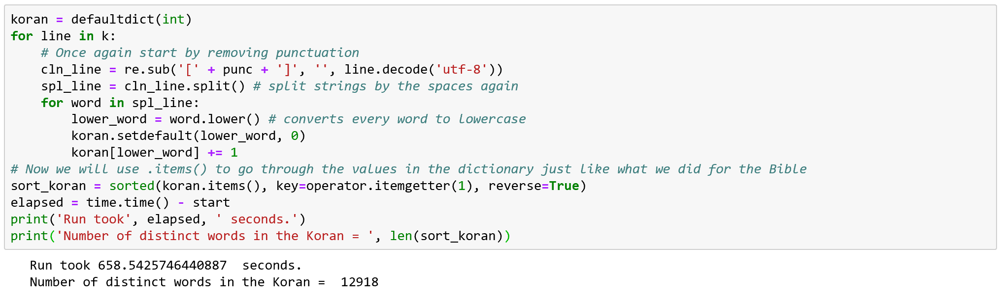 koran = defaultdict(int)
for line in k:
    # Once again start by removing punctuation
    cln_line = re.sub('[' + punc + ']', '', line.decode('utf-8'))
    spl_line = cln_line.split() # split strings by the spaces again
    for word in spl_line:
        lower_word = word.lower() # converts every word to lowercase
        koran.setdefault(lower_word, 0)
        koran[lower_word] += 1
# Now we will use .items() to go through the values in the dictionary just like what we did for the Bible
sort_koran = sorted(koran.items(), key=operator.itemgetter(1), reverse=True)
elapsed = time.time() - start
print('Run took', elapsed, ' seconds.')
print('Number of distinct words in the Koran = ', len(sort_koran))
Run took 658.5425746440887  seconds.
Number of distinct words in the Koran =  12918